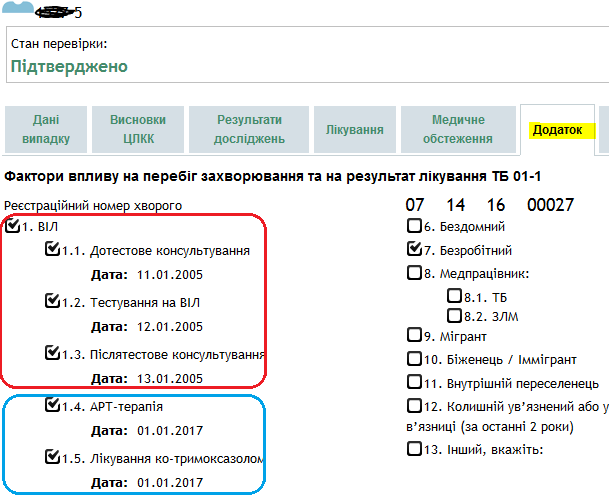 5
Стан перевірки:
Підтверджено
Дані випадку
Висновки ЦЛКК
Результати досліджень
Лікування
Медичне обстеження
Додаток
Фактори впливу на перебіг захворювання та на результат лікування ТБ 01-1
Реєстраційний номер хворого
07 14 16 00027
1. ВІЛ
1.1. Дотестове консультування
Дата: 11.01.2005
1.2. Тестування на ВІЛ
Дата: 12.01.2005
1.3. Післятестове консультування
Дата: 13.01.2005
1.4. АРТ-терапія
Дата: 01.01.2017
1.5. Лікування ко-тримоксазолом
Дата: 01.01.2017
6. Бездомний
7. Безробітний
8. Медпрацівник:
8.1. ТБ
8.2. ЗЛМ
9. Мігрант
10. Біженець / Іммігрант
11. Внутрішній переселенець
12. Колишній ув’язнений або у
в’язниці (за останні 2 роки)
13. Інший, вкажіть: